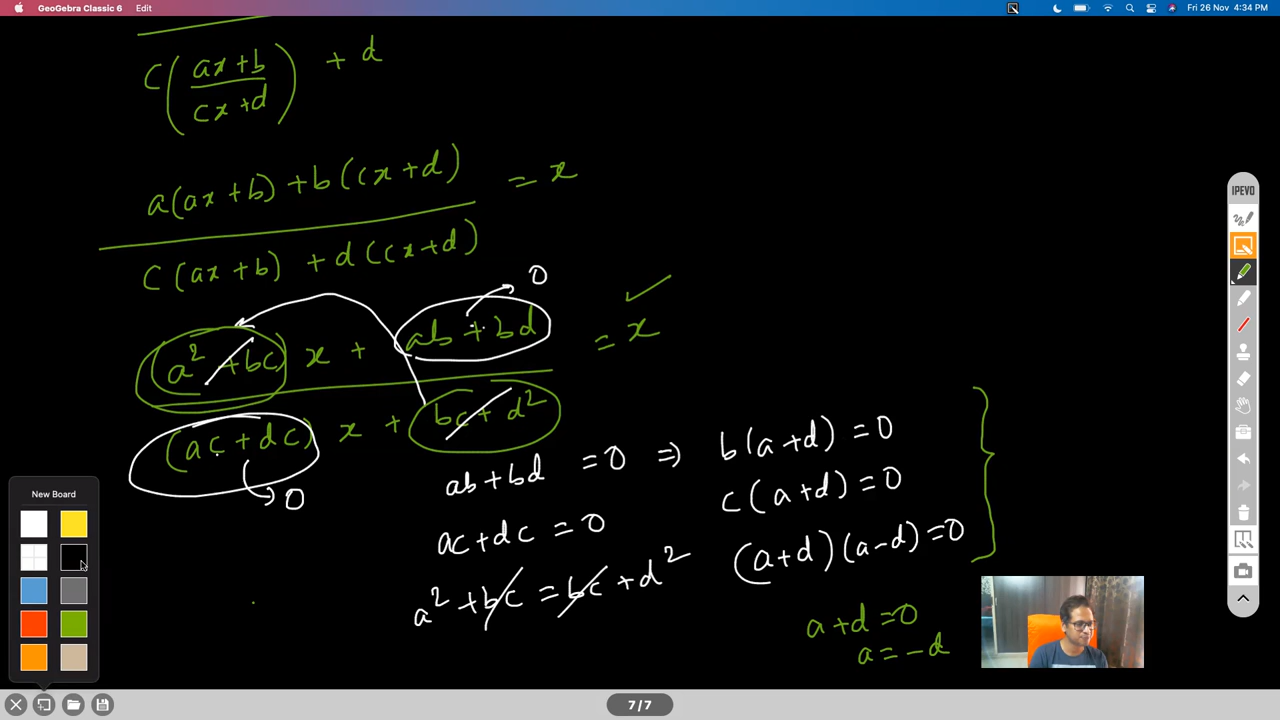 GeoGebra Classic 6 Edit Fri 26 Nov 4:34 PM
C((ax+b)/(cx+d)) + d
a(ax+b) + b(cx+d)
= x
C(ax+b) + d(cx+d)
IPEVO
0
(a²+bc) x + ab+bd
= x ✓
(ac+dc) x + bc+d²
0
ab+bd = 0 ⇒ b(a+d) = 0
ac+dc = 0 c(a+d) = 0
a²+bc = bc+d² (a+d)(a-d) = 0
a+d = 0
a = -d
New Board
7/7